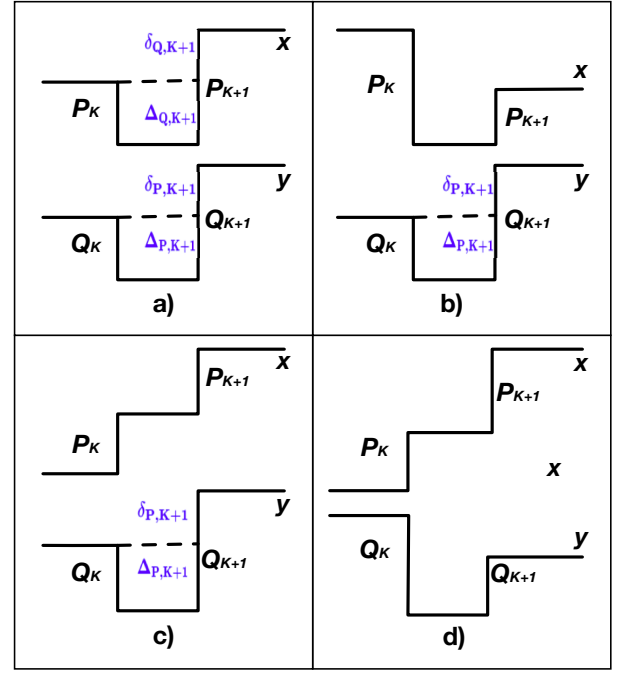 δQ,K+1 x
PK PK+1
ΔQ,K+1
δP,K+1 y
QK QK+1
ΔP,K+1
a)
PK x
PK+1
δP,K+1 y
QK QK+1
ΔP,K+1
b)
x
PK+1
PK
δP,K+1 y
QK QK+1
ΔP,K+1
c)
x
PK+1
PK
x
QK y
QK+1
d)